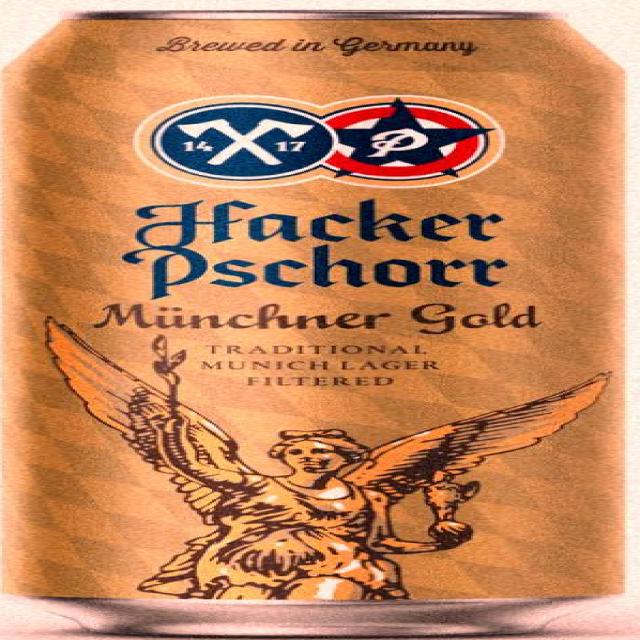 Brewed in Germany
14 17
P
Hacker
Pschorr
Münchner Gold
TRADITIONAL
MUNICH LAGER
FILTERED